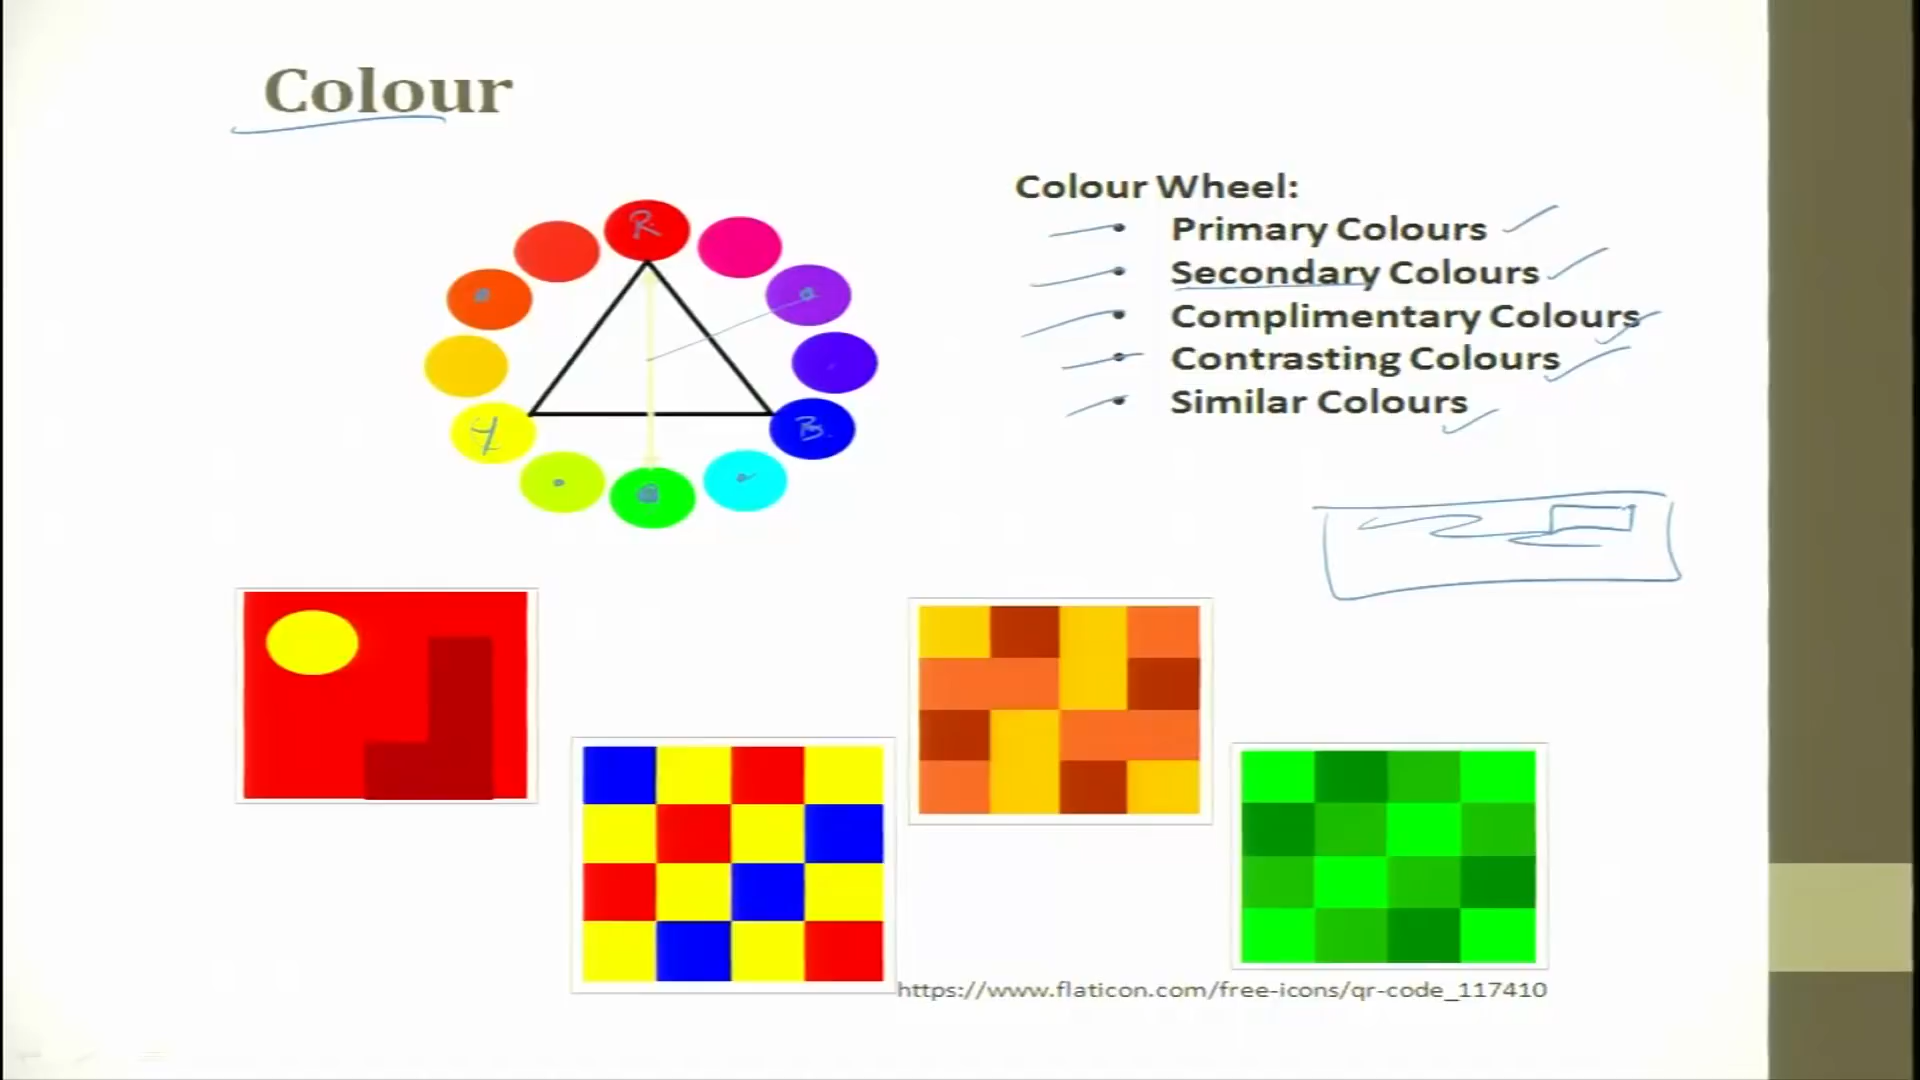 Colour
Colour Wheel:
• Primary Colours
• Secondary Colours
• Complimentary Colours
• Contrasting Colours
• Similar Colours
R
Y
B
https://www.flaticon.com/free-icons/qr-code_117410